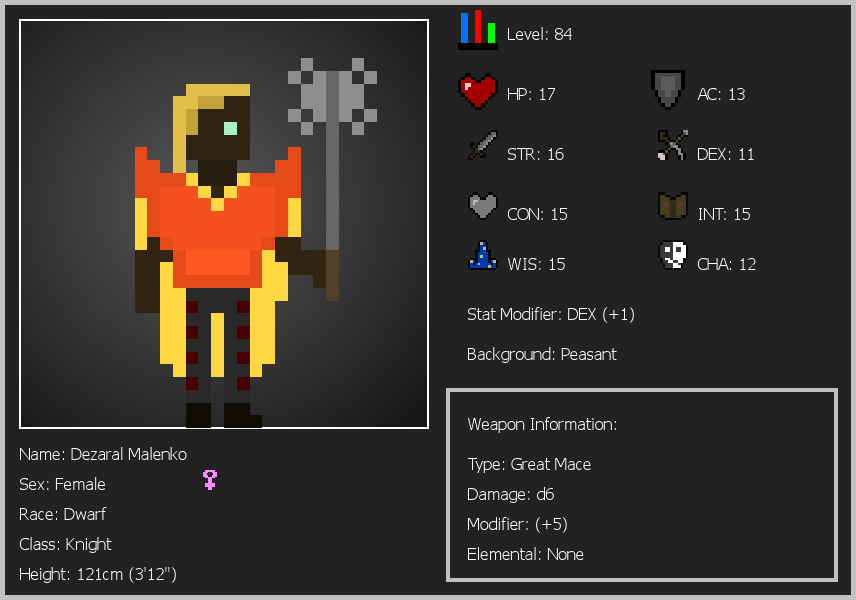 Level: 84
HP: 17
AC: 13
STR: 16
DEX: 11
CON: 15
INT: 15
WIS: 15
CHA: 12
Stat Modifier: DEX (+1)
Background: Peasant
Weapon Information:
Type: Great Mace
Damage: d6
Modifier: (+5)
Elemental: None
Name: Dezaral Malenko
Sex: Female
Race: Dwarf
Class: Knight
Height: 121cm (3'12")